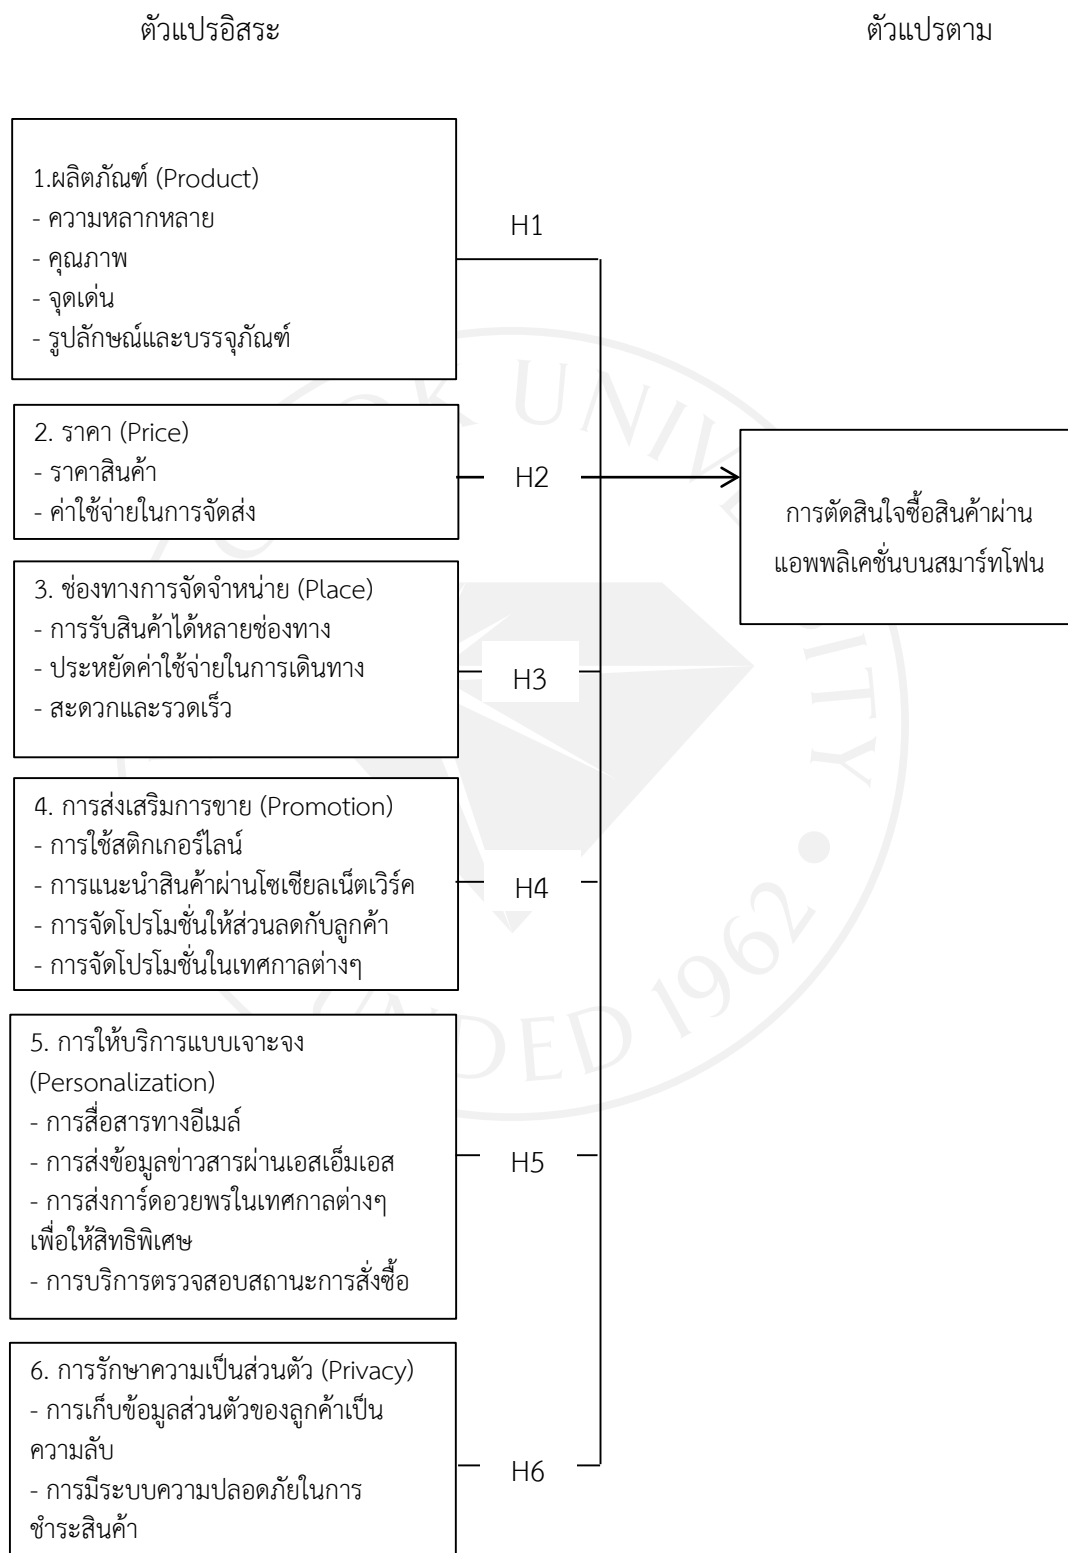 ตัวแปรอิสระ
ตัวแปรตาม
1.ผลิตภัณฑ์ (Product)
- ความหลากหลาย
- คุณภาพ
- จุดเด่น
- รูปลักษณ์และบรรจุภัณฑ์
H1
2. ราคา (Price)
- ราคาสินค้า
- ค่าใช้จ่ายในการจัดส่ง
H2
การตัดสินใจซื้อสินค้าผ่าน
แอพพลิเคชั่นบนสมาร์ทโฟน
3. ช่องทางการจัดจำหน่าย (Place)
- การรับสินค้าได้หลายช่องทาง
- ประหยัดค่าใช้จ่ายในการเดินทาง
- สะดวกและรวดเร็ว
H3
4. การส่งเสริมการขาย (Promotion)
- การใช้สติกเกอร์ไลน์
- การแนะนำสินค้าผ่านโซเชียลเน็ตเวิร์ค
- การจัดโปรโมชั่นให้ส่วนลดกับลูกค้า
- การจัดโปรโมชั่นในเทศกาลต่างๆ
H4
5. การให้บริการแบบเจาะจง
(Personalization)
- การสื่อสารทางอีเมล์
- การส่งข้อมูลข่าวสารผ่านเอสเอ็มเอส
- การส่งการ์ดอวยพรในเทศกาลต่างๆ
เพื่อให้สิทธิพิเศษ
- การบริการตรวจสอบสถานะการสั่งซื้อ
H5
6. การรักษาความเป็นส่วนตัว (Privacy)
- การเก็บข้อมูลส่วนตัวของลูกค้าเป็น
ความลับ
- การมีระบบความปลอดภัยในการ
ชำระสินค้า
H6